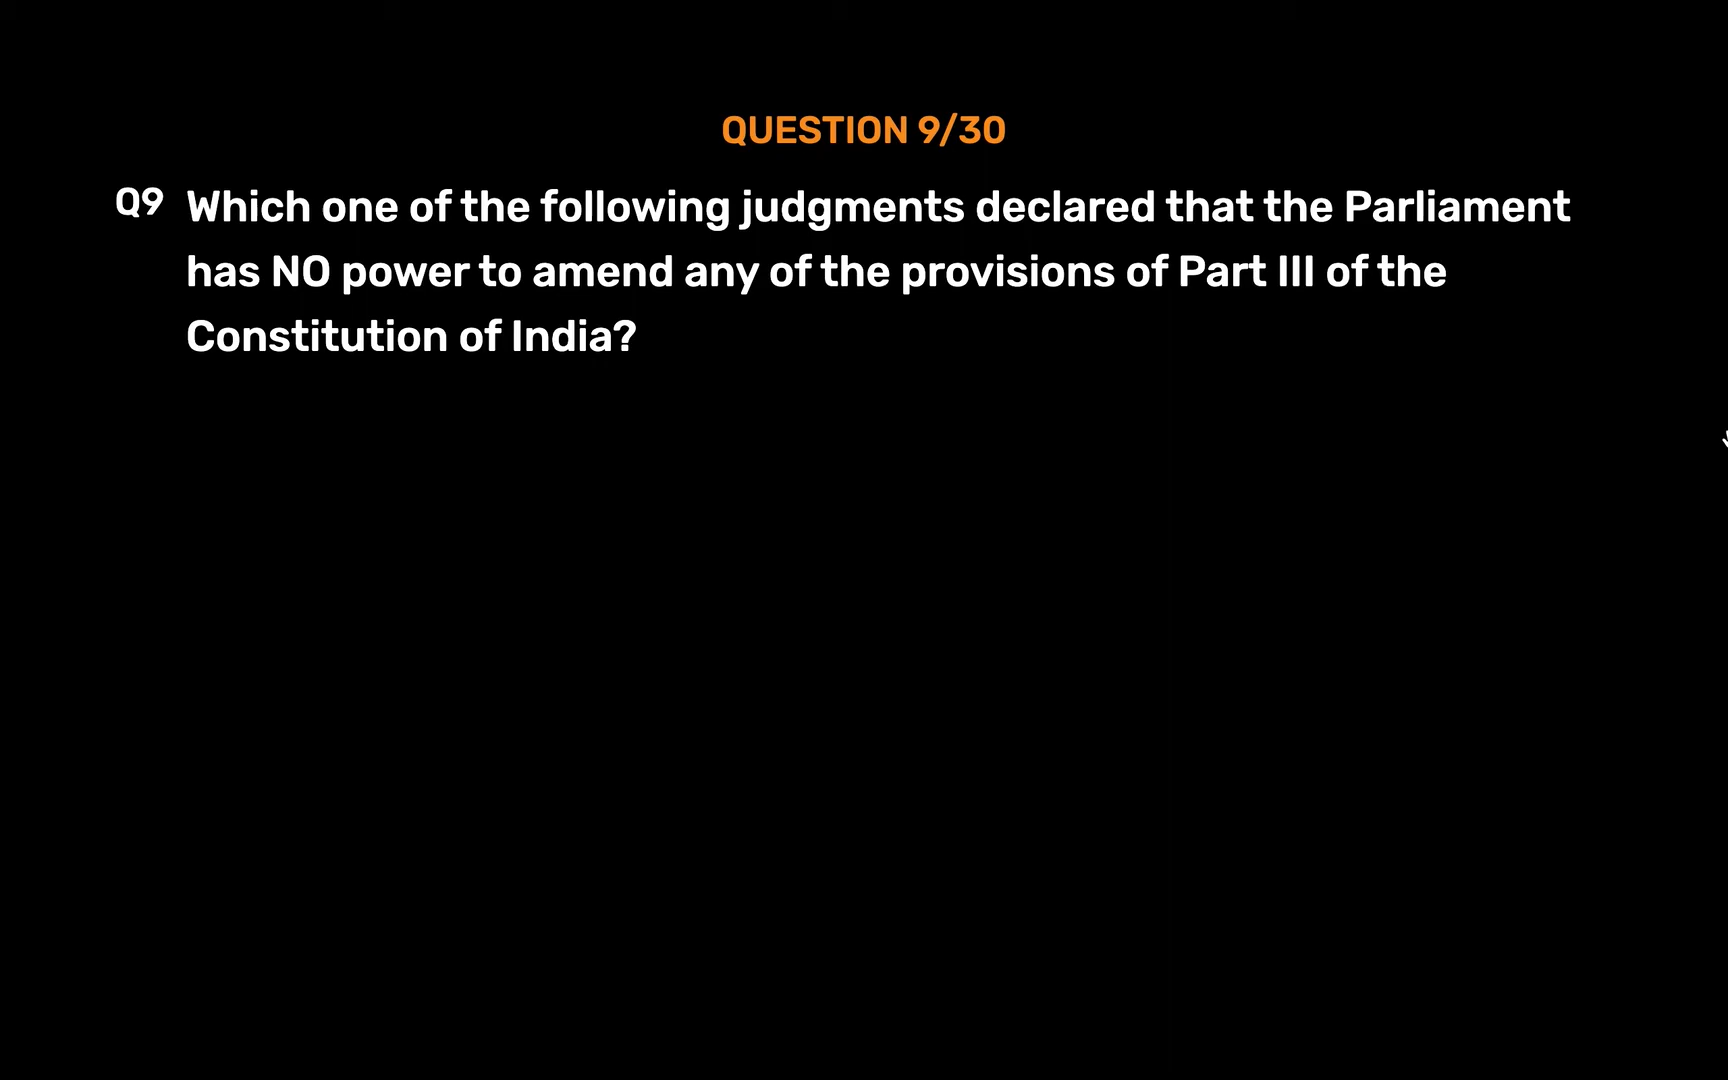 QUESTION 9/30
Q9 Which one of the following judgments declared that the Parliament
has NO power to amend any of the provisions of Part III of the
Constitution of India?